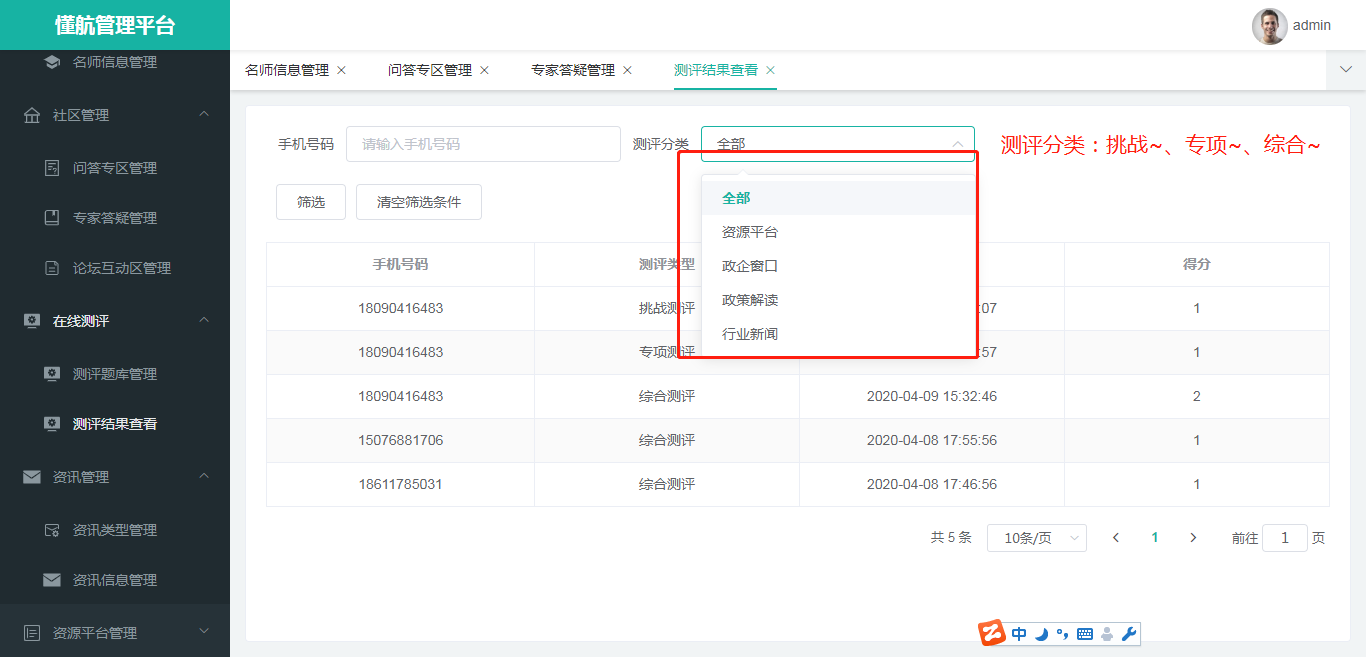 懂航管理平台
admin
名师信息管理
社区管理
问答专区管理
专家答疑管理
论坛互动区管理
在线测评
测评题库管理
测评结果查看
资讯管理
资讯类型管理
资讯信息管理
资源平台管理
名师信息管理 × 问答专区管理 × 专家答疑管理 × 测评结果查看 ×
手机号码 请输入手机号码 测评分类 全部 测评分类：挑战~、专项~、综合~
筛选 清空筛选条件
全部
资源平台
政企窗口
政策解读
行业新闻
手机号码 测评类型 得分
18090416483 挑战测评 :07 1
18090416483 专项测评 :57 1
18090416483 综合测评 2020-04-09 15:32:46 2
15076881706 综合测评 2020-04-08 17:55:56 1
18611785031 综合测评 2020-04-08 17:46:56 1
共 5 条 10条/页 1 前往 1 页
中